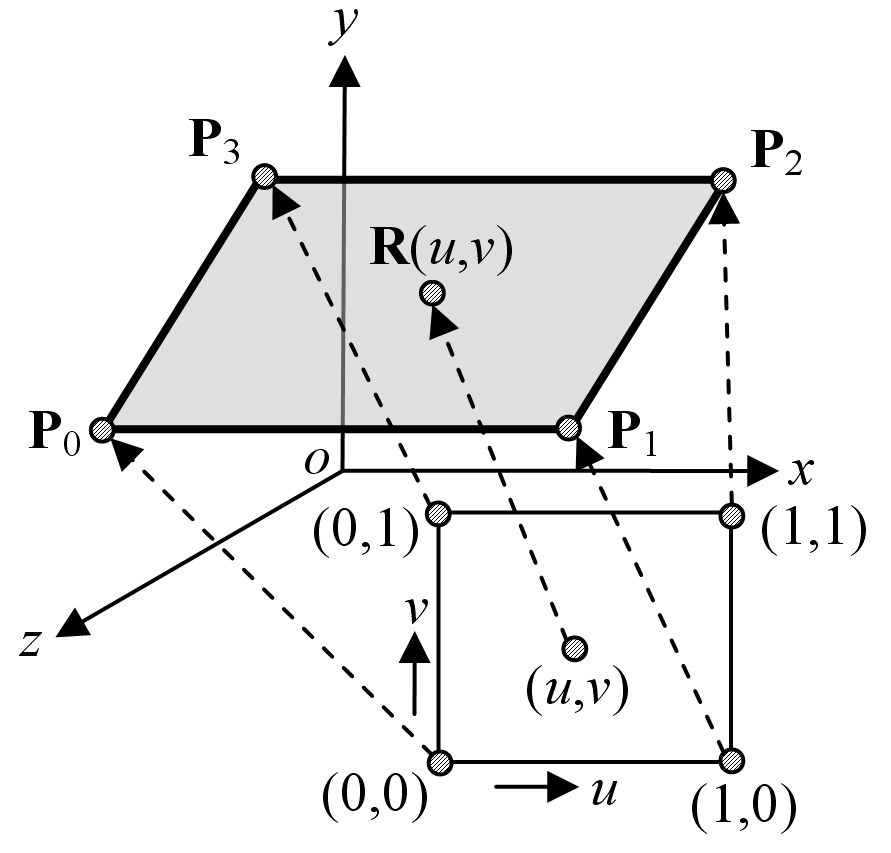 y
P3
P2
R(u,v)
P0
P1
o
x
(0,1)
(1,1)
z
v
(u,v)
(0,0)
u
(1,0)